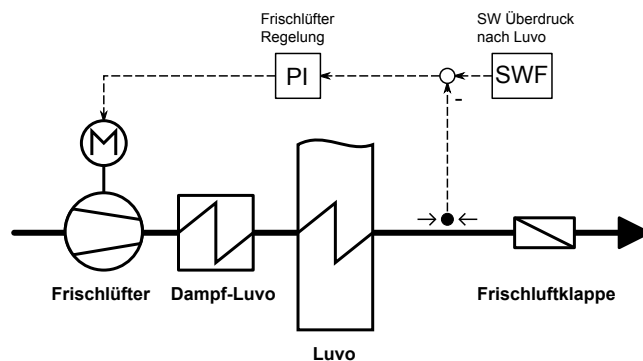 Frischlüfter
Regelung
SW Überdruck
nach Luvo
PI
SWF
-
M
Frischlüfter
Dampf-Luvo
Frischluftklappe
Luvo